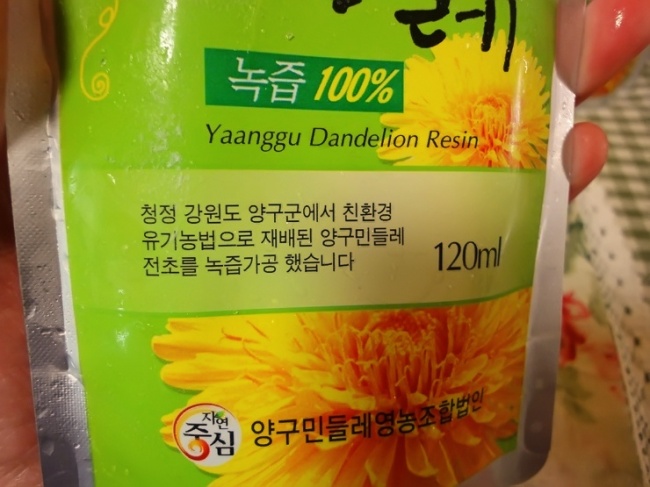 레
녹즙 100%
Yaanggu Dandelion Resin
청정 강원도 양구군에서 친환경
유기농법으로 재배된 양구민들레
전초를 녹즙가공 했습니다
120ml
자연
중심
양구민들레영농조합법인